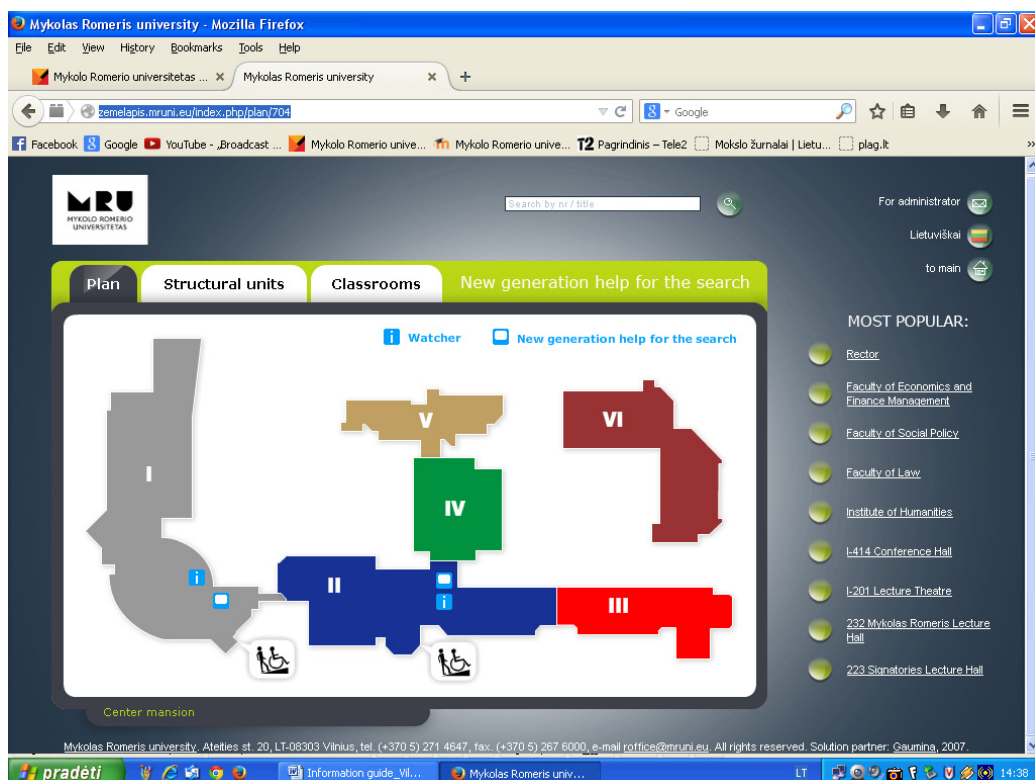 Mykolas Romeris university - Mozilla Firefox
File Edit View History Bookmarks Tools Help
Mykolo Romerio universitetas ... × Mykolas Romeris university × +
zemelapis.mruni.eu/index.php/plan/704
8 Google
Facebook 8 Google YouTube - „Broadcast ... Mykolo Romerio unive... Mykolo Romerio unive... T2 Pagrindinis – Tele2 Mokslo žurnalai | Lietu... plag.lt »
MRU
MYKOLO ROMERIO
UNIVERSITETAS
Search by nr / title
For administrator
Lietuviškai
to main
Plan Structural units Classrooms New generation help for the search
i Watcher New generation help for the search
I
V
VI
IV
II
III
i
i
Center mansion
MOST POPULAR:
Rector
Faculty of Economics and
Finance Management
Faculty of Social Policy
Faculty of Law
Institute of Humanities
I-414 Conference Hall
I-201 Lecture Theatre
232 Mykolas Romeris Lecture
Hall
223 Signatories Lecture Hall
Mykolas Romeris university. Ateities st. 20, LT-08303 Vilnius, tel. (+370 5) 271 4647, fax. (+370 5) 267 6000, e-mail roffice@mruni.eu. All rights reserved. Solution partner: Gaumina, 2007.
pradėti Information guide_Vil... Mykolas Romeris univ... LT 14:38